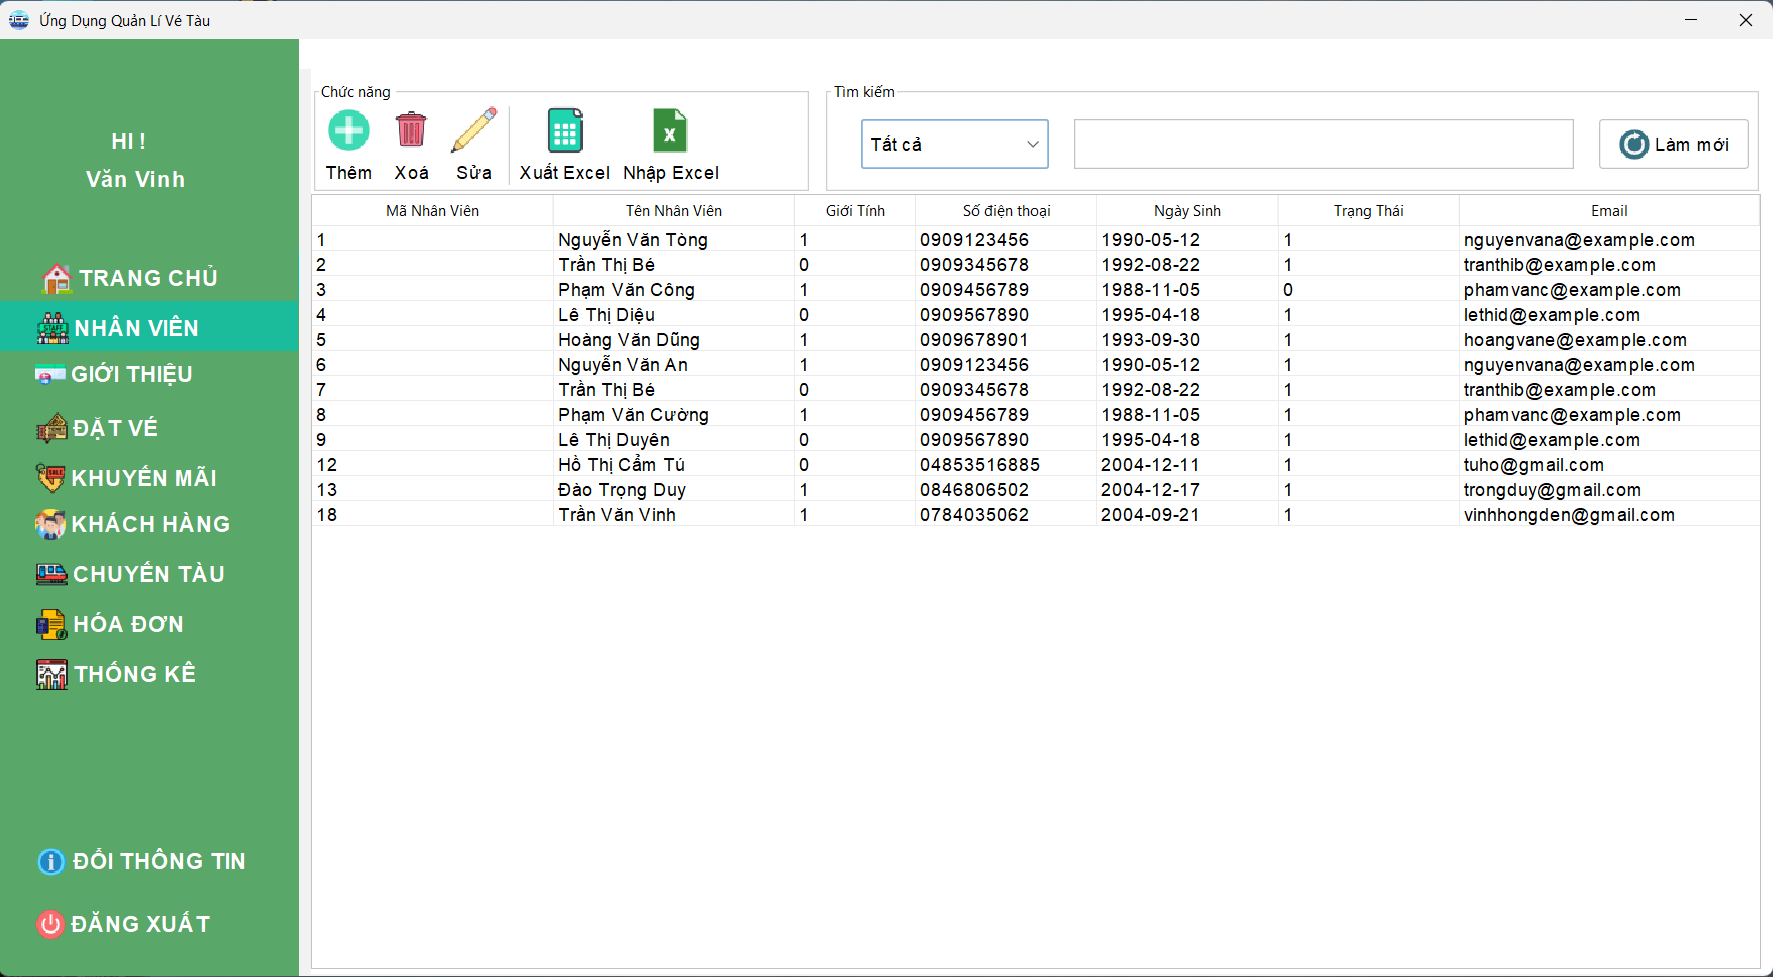 Ứng Dụng Quản Lí Vé Tàu
HI !
Văn Vinh
TRANG CHỦ
NHÂN VIÊN
GIỚI THIỆU
ĐẶT VÉ
KHUYẾN MÃI
KHÁCH HÀNG
CHUYẾN TÀU
HÓA ĐƠN
THỐNG KÊ
ĐỔI THÔNG TIN
ĐĂNG XUẤT
Chức năng
Thêm Xoá Sửa Xuất Excel Nhập Excel
Tìm kiếm
Tất cả Làm mới
Mã Nhân Viên Tên Nhân Viên Giới Tính Số điện thoại Ngày Sinh Trạng Thái Email
1 Nguyễn Văn Tòng 1 0909123456 1990-05-12 1 nguyenvana@example.com
2 Trần Thị Bé 0 0909345678 1992-08-22 1 tranthib@example.com
3 Phạm Văn Công 1 0909456789 1988-11-05 0 phamvanc@example.com
4 Lê Thị Diệu 0 0909567890 1995-04-18 1 lethid@example.com
5 Hoàng Văn Dũng 1 0909678901 1993-09-30 1 hoangvane@example.com
6 Nguyễn Văn An 1 0909123456 1990-05-12 1 nguyenvana@example.com
7 Trần Thị Bé 0 0909345678 1992-08-22 1 tranthib@example.com
8 Phạm Văn Cường 1 0909456789 1988-11-05 1 phamvanc@example.com
9 Lê Thị Duyên 0 0909567890 1995-04-18 1 lethid@example.com
12 Hồ Thị Cẩm Tú 0 04853516885 2004-12-11 1 tuho@gmail.com
13 Đào Trọng Duy 1 0846806502 2004-12-17 1 trongduy@gmail.com
18 Trần Văn Vinh 1 0784035062 2004-09-21 1 vinhhongden@gmail.com